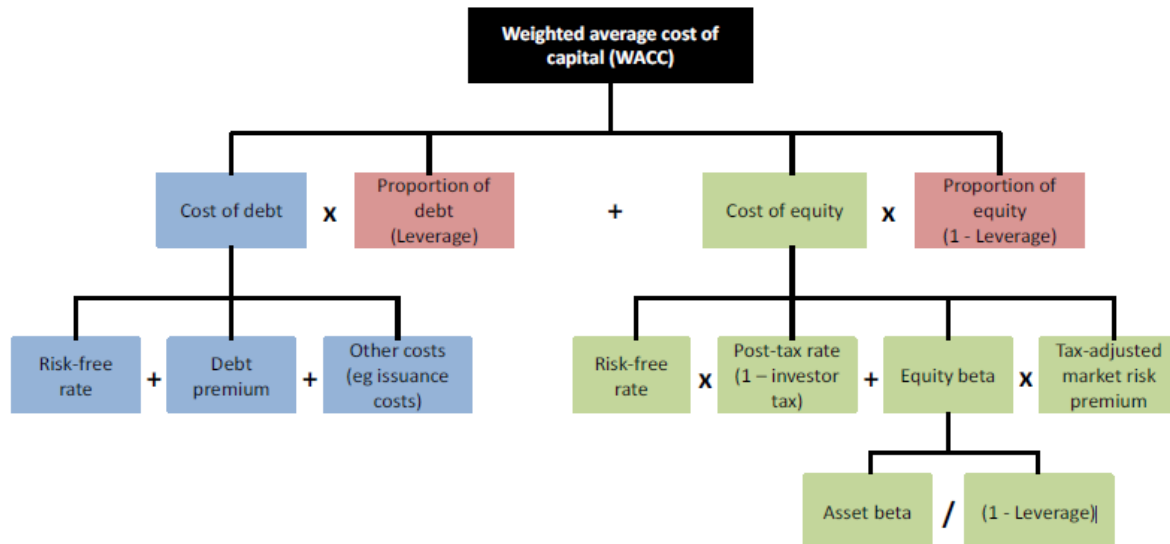 Weighted average cost of
capital (WACC)
Cost of debt
x
Proportion of
debt
(Leverage)
+
Cost of equity
x
Proportion of
equity
(1 - Leverage)
Risk-free
rate
+
Debt
premium
+
Other costs
(eg issuance
costs)
Risk-free
rate
x
Post-tax rate
(1 – investor
tax)
+
Equity beta
x
Tax-adjusted
market risk
premium
Asset beta
/
(1 - Leverage)